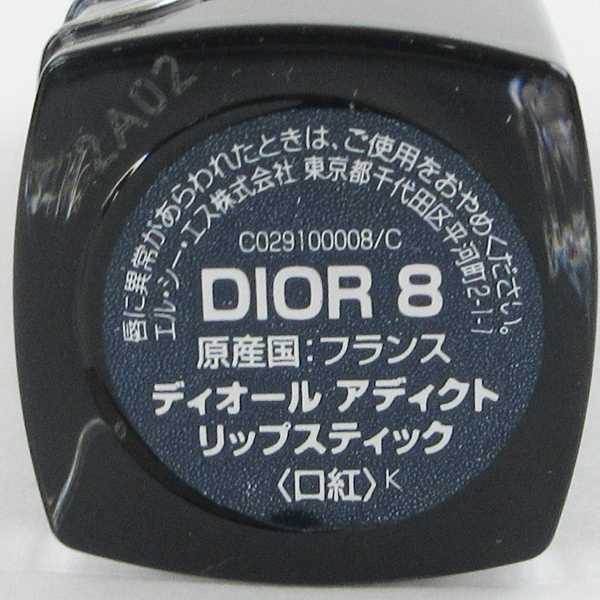 唇に異常があらわれたときは、ご使用をおやめください。
エル・シー・エス株式会社 東京都千代田区平河町2-1-1
C029100008/C
DIOR 8
原産国:フランス
ディオール アディクト
リップスティック
〈口紅〉K
2A02